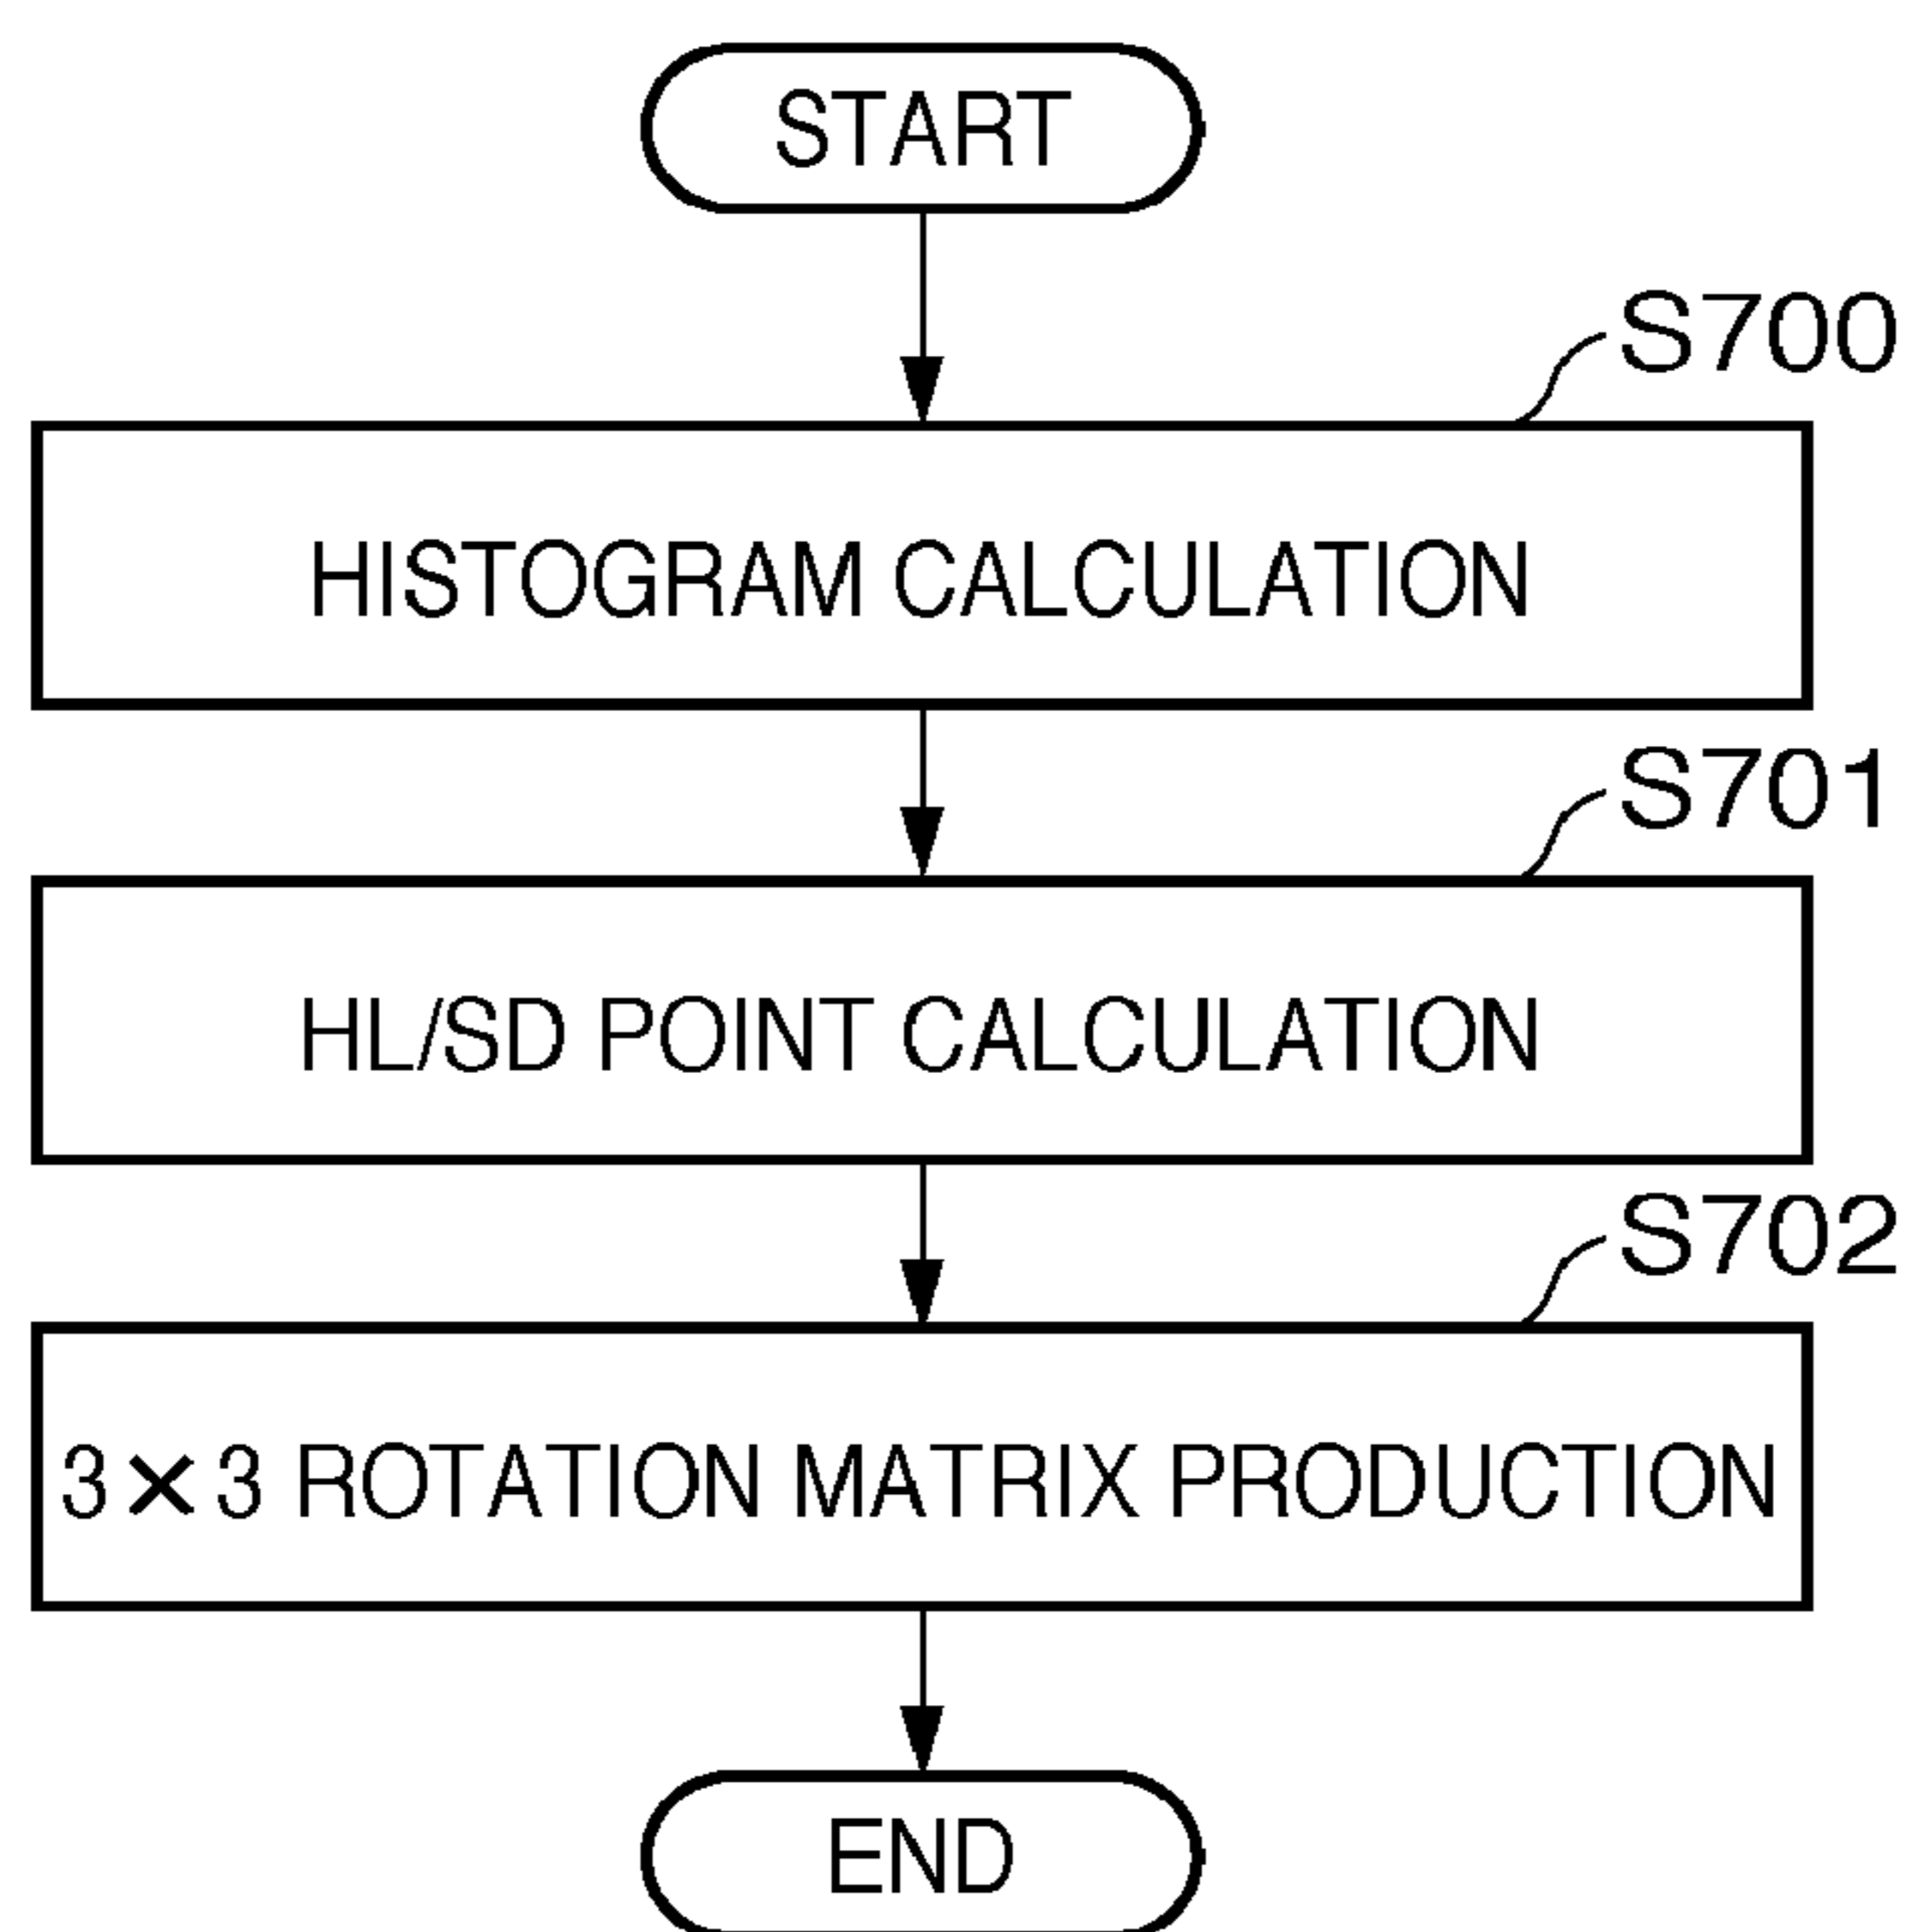 START
S700
HISTOGRAM CALCULATION
S701
HL/SD POINT CALCULATION
S702
3×3 ROTATION MATRIX PRODUCTION
END